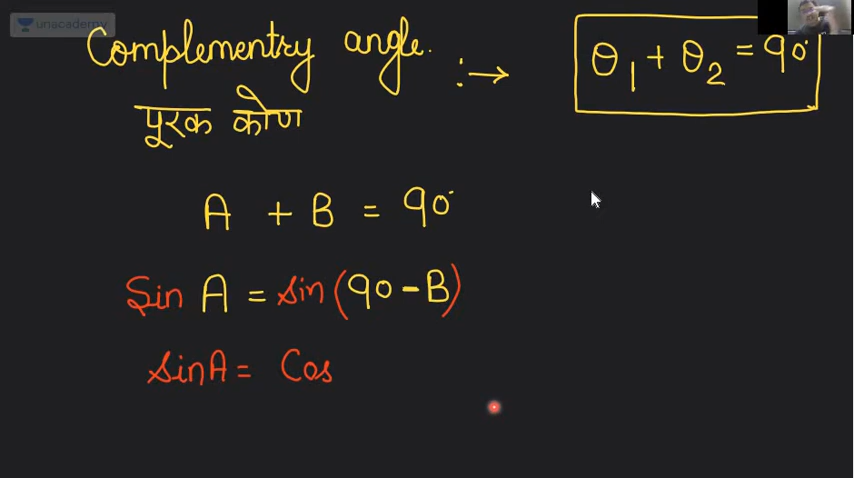 unacademy
Complementry angle. :→ θ₁ + θ₂ = 90°
पूरक कोण
A + B = 90°
Sin A = sin (90 - B)
sinA = Cos